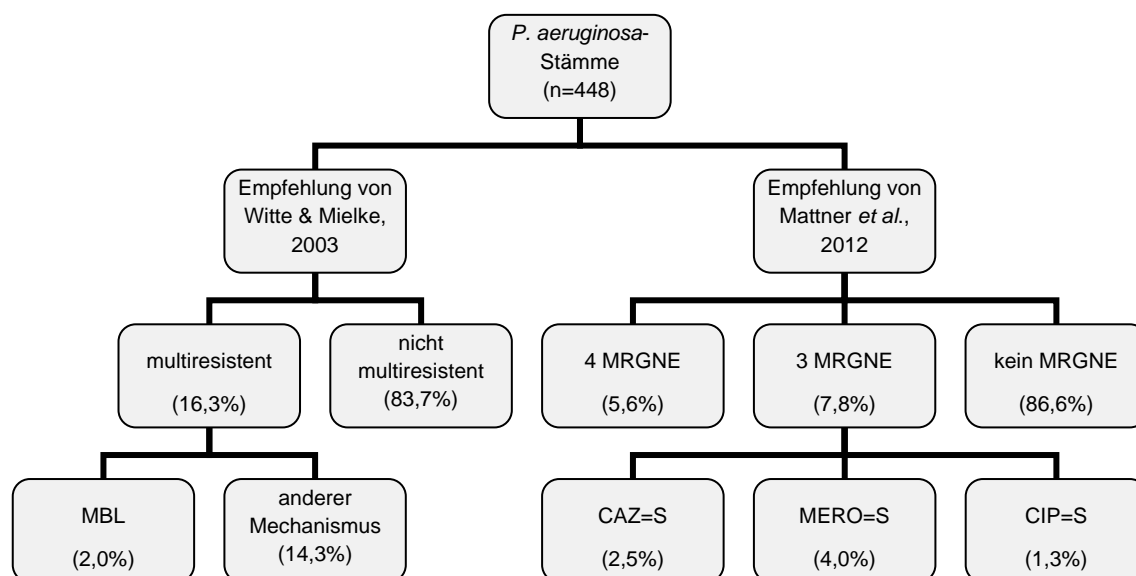 P. aeruginosa-
Stämme
(n=448)
Empfehlung von
Witte & Mielke,
2003
Empfehlung von
Mattner et al.,
2012
multiresistent
(16,3%)
nicht
multiresistent
(83,7%)
4 MRGNE
(5,6%)
3 MRGNE
(7,8%)
kein MRGNE
(86,6%)
MBL
(2,0%)
anderer
Mechanismus
(14,3%)
CAZ=S
(2,5%)
MERO=S
(4,0%)
CIP=S
(1,3%)